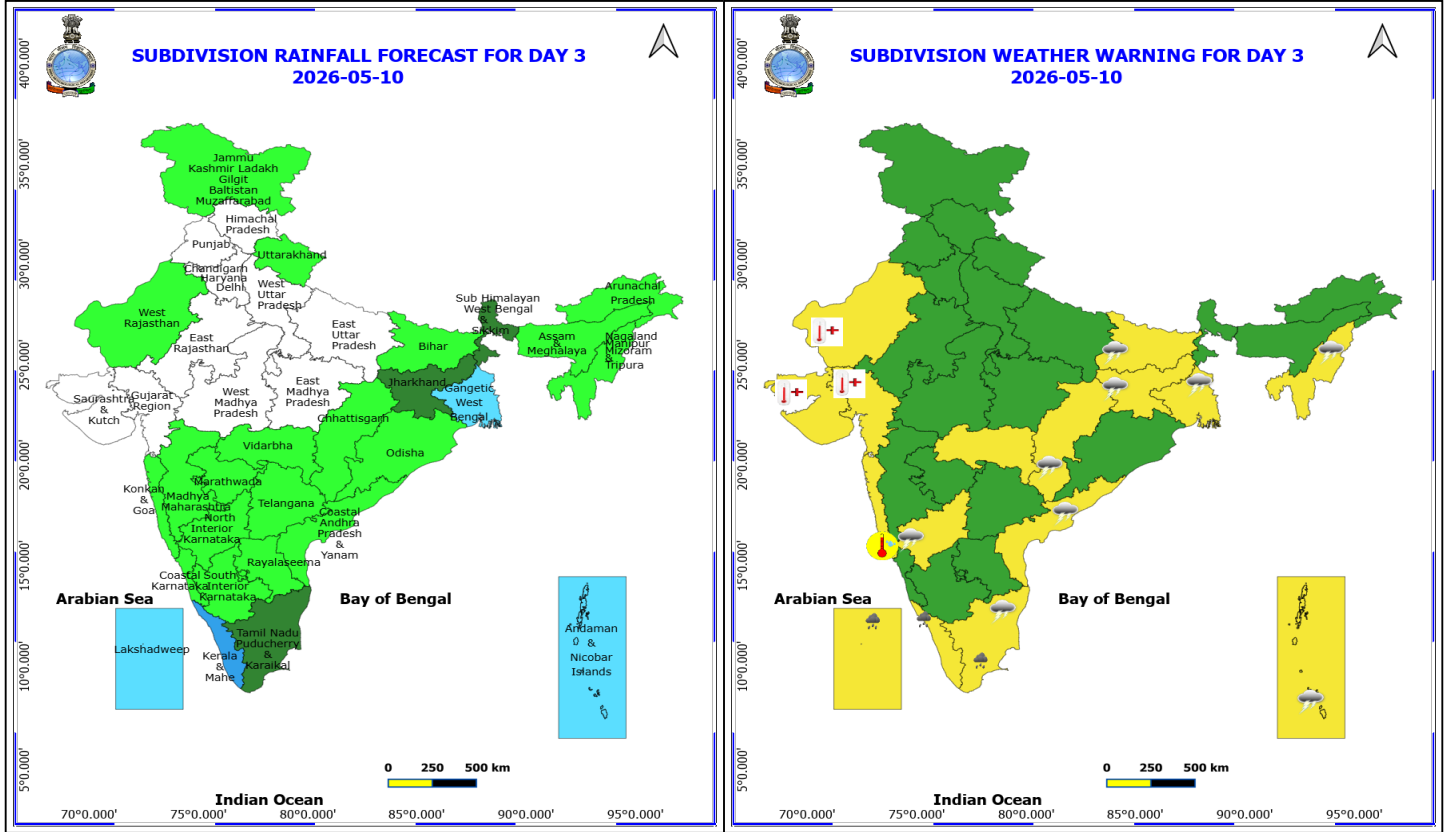 SUBDIVISION RAINFALL FORECAST FOR DAY 3
2026-05-10
40°0.000'
35°0.000'
30°0.000'
25°0.000'
20°0.000'
15°0.000'
10°0.000'
5°0.000'
Jammu
Kashmir Ladakh
Gilgit
Baltistan
Muzaffarabad
Himachal
Pradesh
Punjab
Uttarakhand
Chandigarh
Haryana
Delhi
West
Uttar
Pradesh
West
Rajasthan
East
Rajasthan
East
Uttar
Pradesh
Sub Himalayan
West Bengal
&
Sikkim
Arunachal
Pradesh
Assam
&
Meghalaya
Nagaland
Manipur
Mizoram
&
Tripura
Bihar
Jharkhand
Gangetic
West
Bengal
Saurashtra
&
Kutch
Gujarat
Region
West
Madhya
Pradesh
East
Madhya
Pradesh
Chhattisgarh
Vidarbha
Odisha
Konkan
&
Goa
Madhya
Maharashtra
Marathwada
Telangana
North
Interior
Karnataka
Coastal
Andhra
Pradesh
&
Yanam
Rayalaseema
Coastal
Karnataka
South
Interior
Karnataka
Arabian Sea
Bay of Bengal
Lakshadweep
Kerala
&
Mahe
Tamil Nadu
Puducherry
&
Karaikal
Andaman
&
Nicobar
Islands
0 250 500 km
Indian Ocean
70°0.000' 75°0.000' 80°0.000' 85°0.000' 90°0.000' 95°0.000'
SUBDIVISION WEATHER WARNING FOR DAY 3
2026-05-10
40°0.000'
35°0.000'
30°0.000'
25°0.000'
20°0.000'
15°0.000'
10°0.000'
5°0.000'
Arabian Sea
Bay of Bengal
0 250 500 km
Indian Ocean
70°0.000' 75°0.000' 80°0.000' 85°0.000' 90°0.000' 95°0.000'